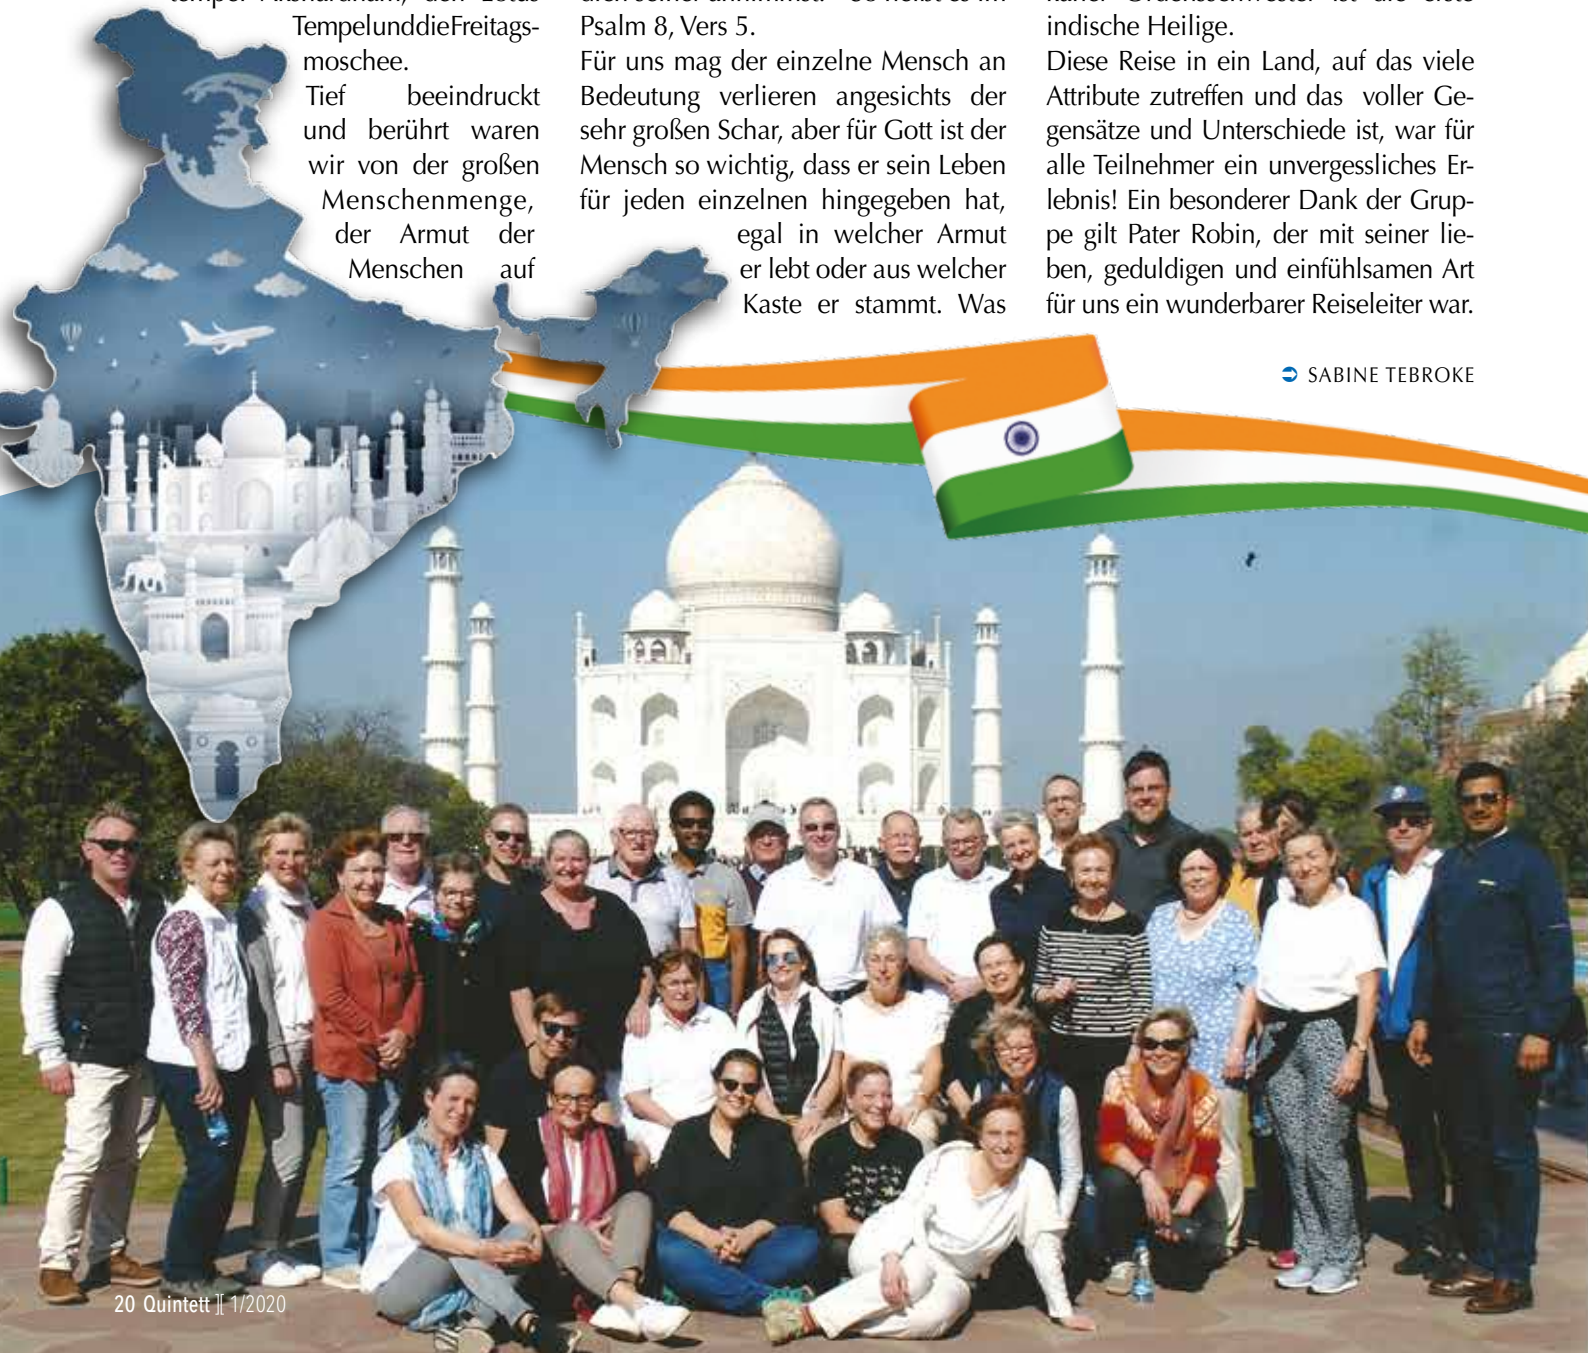 Tempel und die Freitags-
moschee.
Tief beeindruckt
und berührt waren
wir von der großen
Menschenmenge,
der Armut der
Menschen auf
Psalm 8, Vers 5.
Für uns mag der einzelne Mensch an
Bedeutung verlieren angesichts der
sehr großen Schar, aber für Gott ist der
Mensch so wichtig, dass er sein Leben
für jeden einzelnen hingegeben hat,
egal in welcher Armut
er lebt oder aus welcher
Kaste er stammt. Was
indische Heilige.
Diese Reise in ein Land, auf das viele
Attribute zutreffen und das voller Ge-
gensätze und Unterschiede ist, war für
alle Teilnehmer ein unvergessliches Er-
lebnis! Ein besonderer Dank der Grup-
pe gilt Pater Robin, der mit seiner lie-
ben, geduldigen und einfühlsamen Art
für uns ein wunderbarer Reiseleiter war.
SABINE TEBROKE
20 Quintett ][ 1/2020